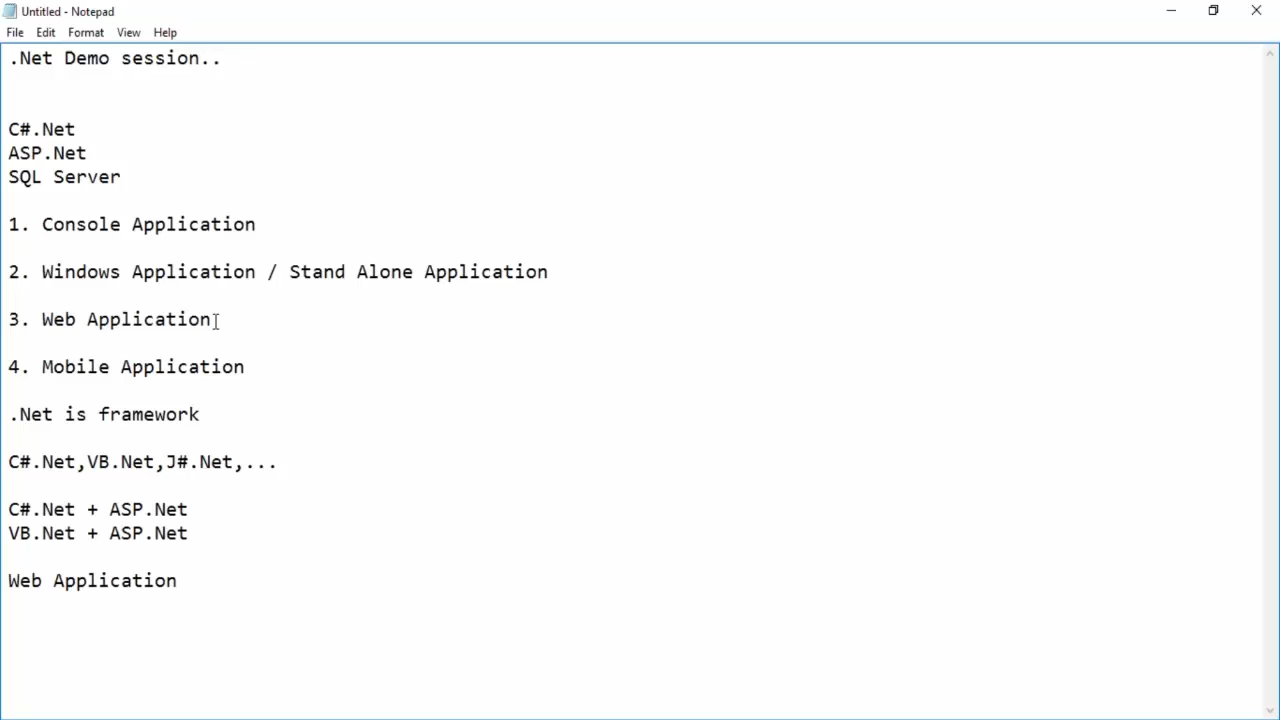 Untitled - Notepad
File Edit Format View Help
.Net Demo session..
C#.Net
ASP.Net
SQL Server
1. Console Application
2. Windows Application / Stand Alone Application
3. Web Application
4. Mobile Application
.Net is framework
C#.Net,VB.Net,J#.Net,...
C#.Net + ASP.Net
VB.Net + ASP.Net
Web Application